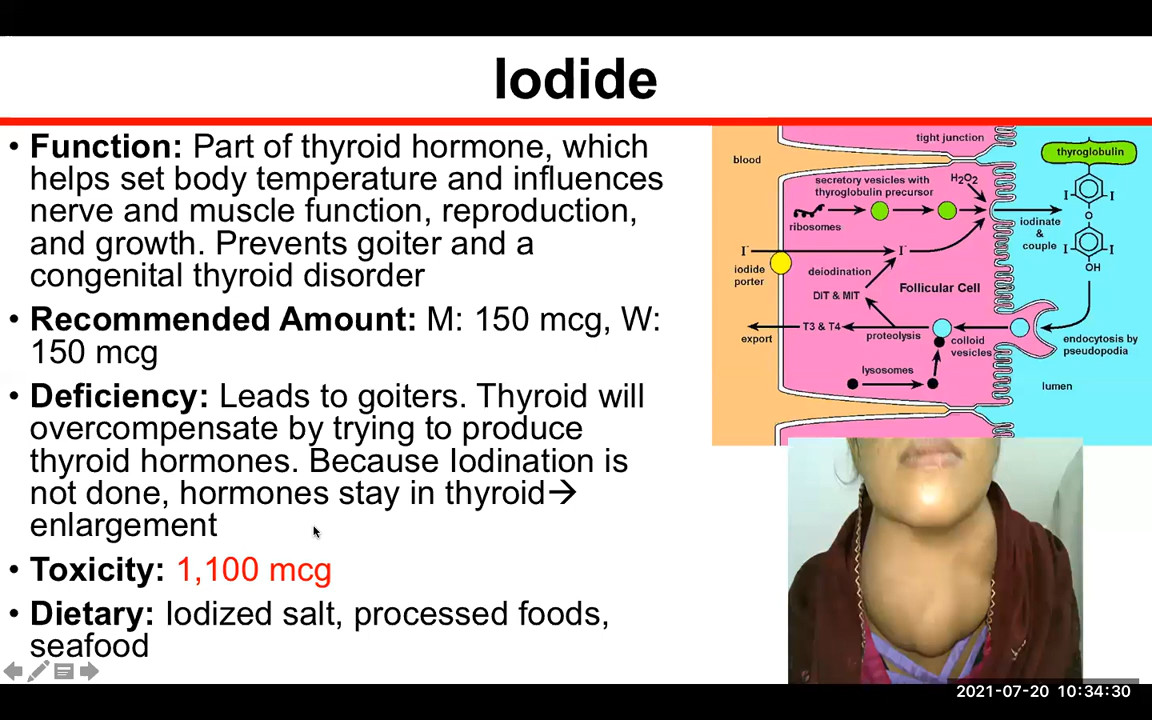 Iodide
• Function: Part of thyroid hormone, which
helps set body temperature and influences
nerve and muscle function, reproduction,
and growth. Prevents goiter and a
congenital thyroid disorder
• Recommended Amount: M: 150 mcg, W:
150 mcg
• Deficiency: Leads to goiters. Thyroid will
overcompensate by trying to produce
thyroid hormones. Because Iodination is
not done, hormones stay in thyroid→
enlargement
• Toxicity: 1,100 mcg
• Dietary: Iodized salt, processed foods,
seafood
tight junction
blood
thyroglobulin
secretory vesicles with
thyroglobulin precursor
H₂O₂
ribosomes
I I
O
iodinate
&
couple
I⁻
I⁻
I I
OH
iodide
porter
deiodination
DIT & MIT
Follicular Cell
export
T3 & T4
proteolysis
colloid
vesicles
endocytosis by
pseudopodia
lysosomes
lumen
2021-07-20 10:34:30